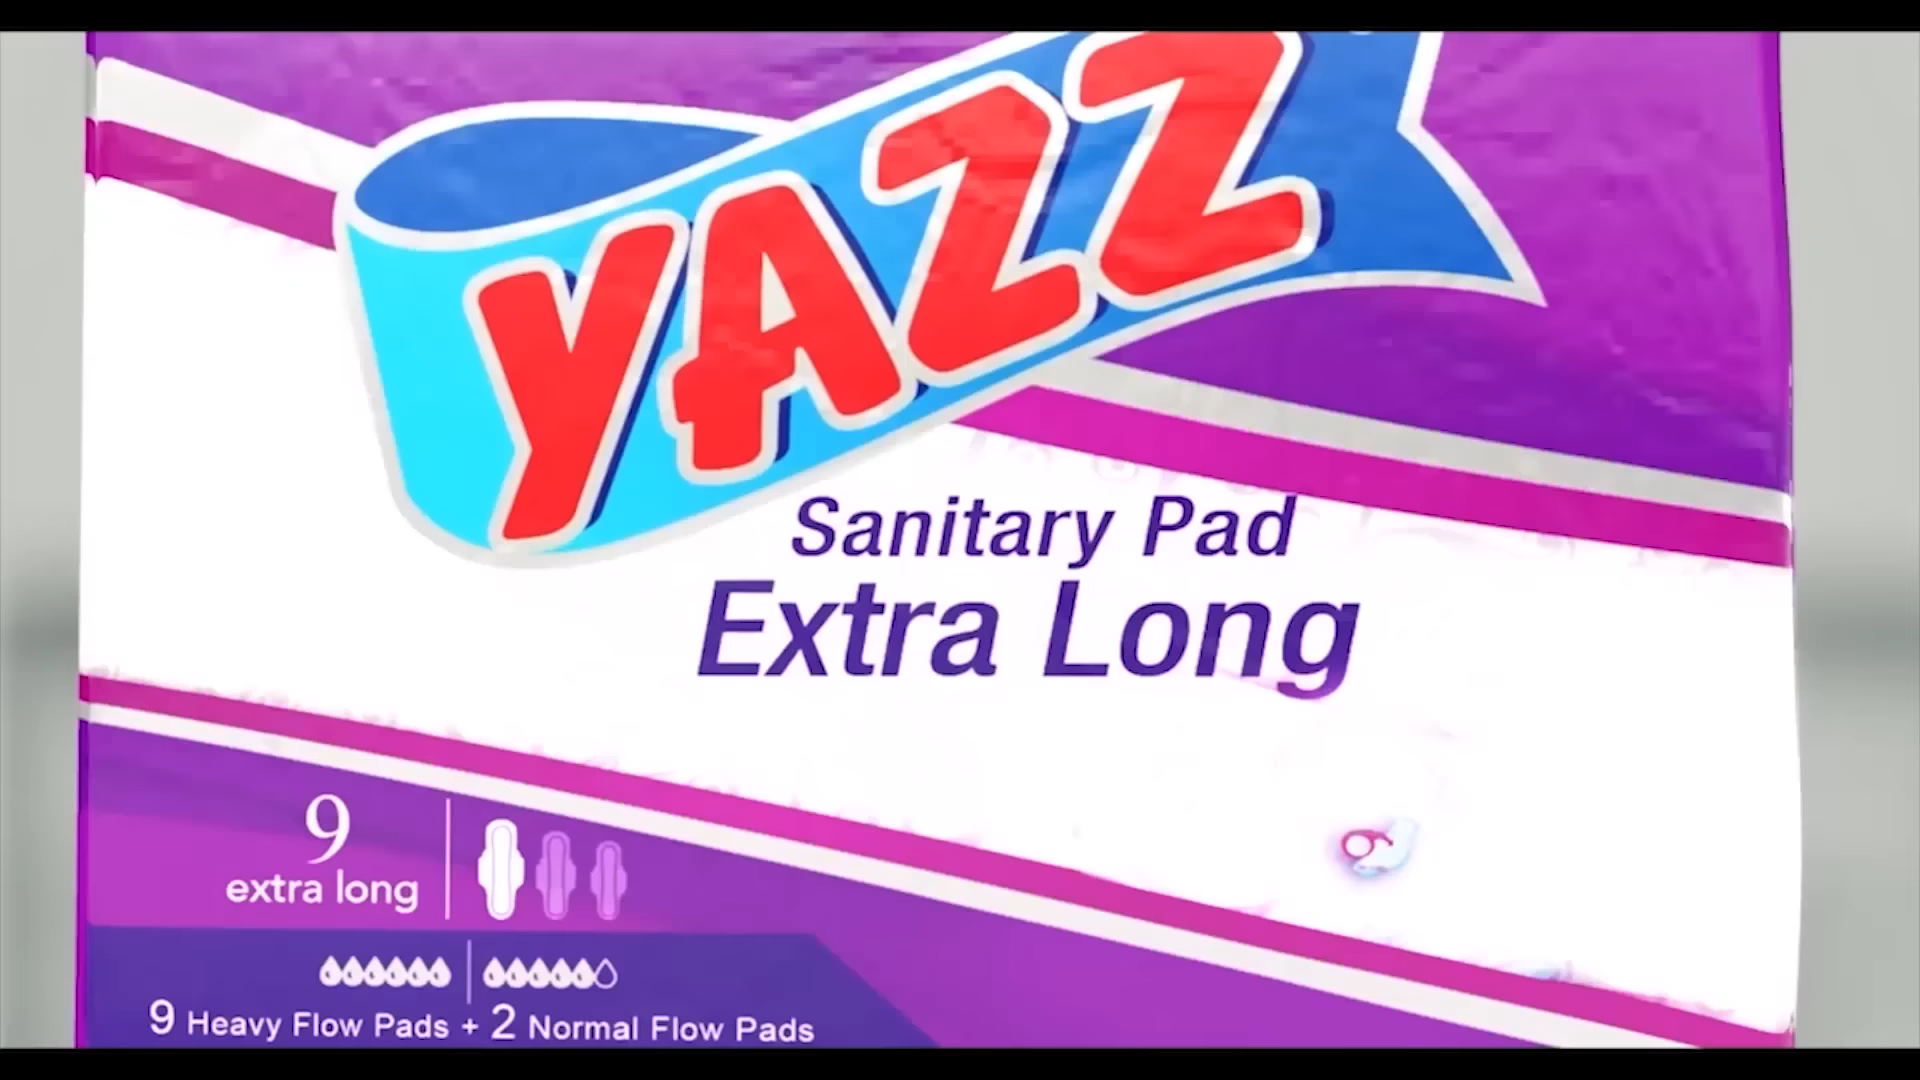 YAZZ
Sanitary Pad
Extra Long
9
extra long
9 Heavy Flow Pads + 2 Normal Flow Pads